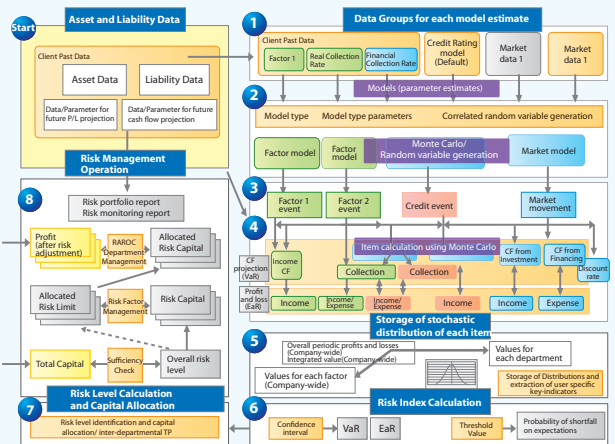 Start
Asset and Liability Data
Client Past Data
Asset Data
Liability Data
Data/Parameter for
future P/L projection
Data/Parameter for future
cash flow projection
Risk Management
Operation
1
Data Groups for each model estimate
Client Past Data
Factor 1
Real Collection
Rate
Financial
Collection Rate
Credit Rating
model
(Default)
Market
data 1
Market
data 1
Models (parameter estimates)
2
Model type
Model type parameters
Correlated random variable generation
Factor model
Factor
model
Monte Carlo/
Random variable generation
Market model
3
Factor 1
event
Factor 2
event
Credit event
Market
movement
4
Item calculation using Monte Carlo
CF
projection
(VaR)
Income
CF
Collection
Collection
CF from
Investment
CF from
Financing
Discount
rate
Profit
and loss
(EaR)
Income
Income/
Expense
Income/
Expense
Income
Income
Expense
Storage of stochastic
distribution of each item
5
Overall periodic profits and losses
(Company-wide)
Integrated value(Company-wide)
Values for
each department
Values for each factor
(Company-wide)
Storage of Distributions and
extraction of user specific
key-indicators
6
Risk Index Calculation
Confidence
interval
VaR
EaR
Threshold
Value
Probability of shortfall
on expectations
7
Risk Level Calculation
and Capital Allocation
Risk level identification and capital
allocation/ inter-departmental TP
8
Risk portfolio report
Risk monitoring report
Profit
(after risk
adjustment)
RAROC
Department
Management
Allocated
Risk Capital
Allocated
Risk Limit
Risk Factor
Management
Risk Capital
Total Capital
Sufficiency
Check
Overall risk
level